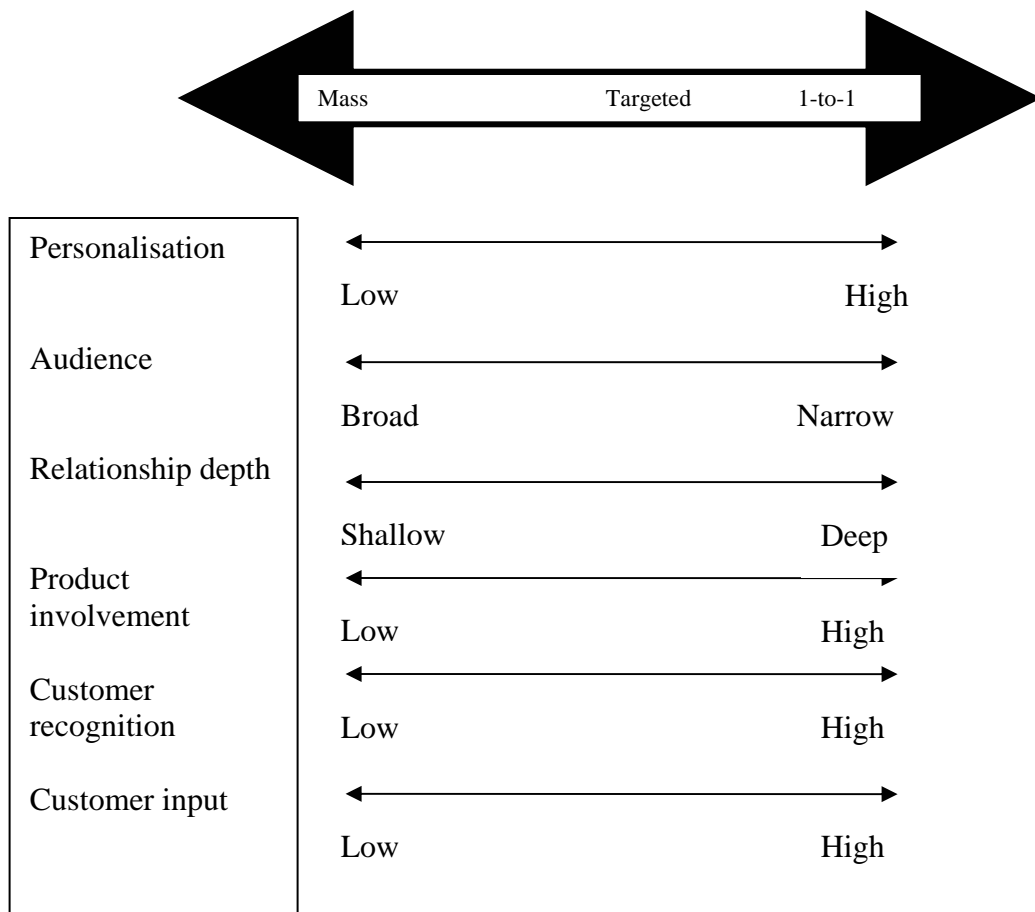 Mass Targeted 1-to-1
Personalisation
Low High
Audience
Broad Narrow
Relationship depth
Shallow Deep
Product
involvement
Low High
Customer
recognition
Low High
Customer input
Low High